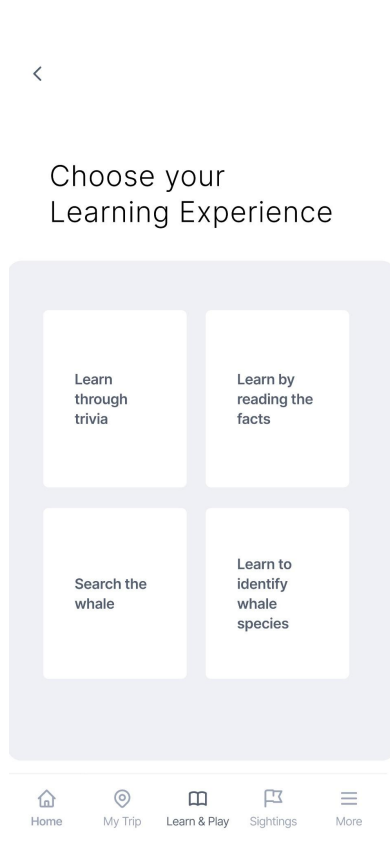 Choose your
Learning Experience
Learn
through
trivia
Learn by
reading the
facts
Search the
whale
Learn to
identify
whale
species
Home
My Trip
Learn & Play
Sightings
More